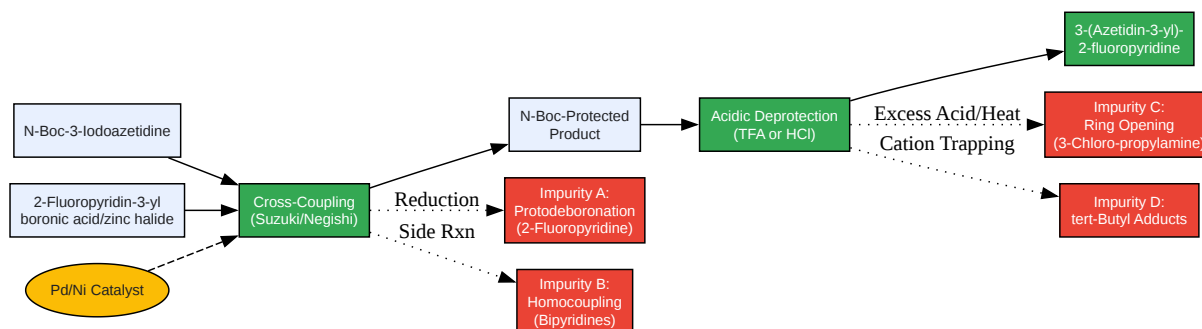 N-Boc-3-Iodoazetidine
2-Fluoropyridin-3-yl
boronic acid/zinc halide
Pd/Ni Catalyst
Cross-Coupling
(Suzuki/Negishi)
Reduction
Side Rxn
N-Boc-Protected
Product
Impurity A:
Protodeboronation
(2-Fluoropyridine)
Impurity B:
Homocoupling
(Bipyridines)
Acidic Deprotection
(TFA or HCl)
Excess Acid/Heat
Cation Trapping
3-(Azetidin-3-yl)-
2-fluoropyridine
Impurity C:
Ring Opening
(3-Chloro-propylamine)
Impurity D:
tert-Butyl Adducts